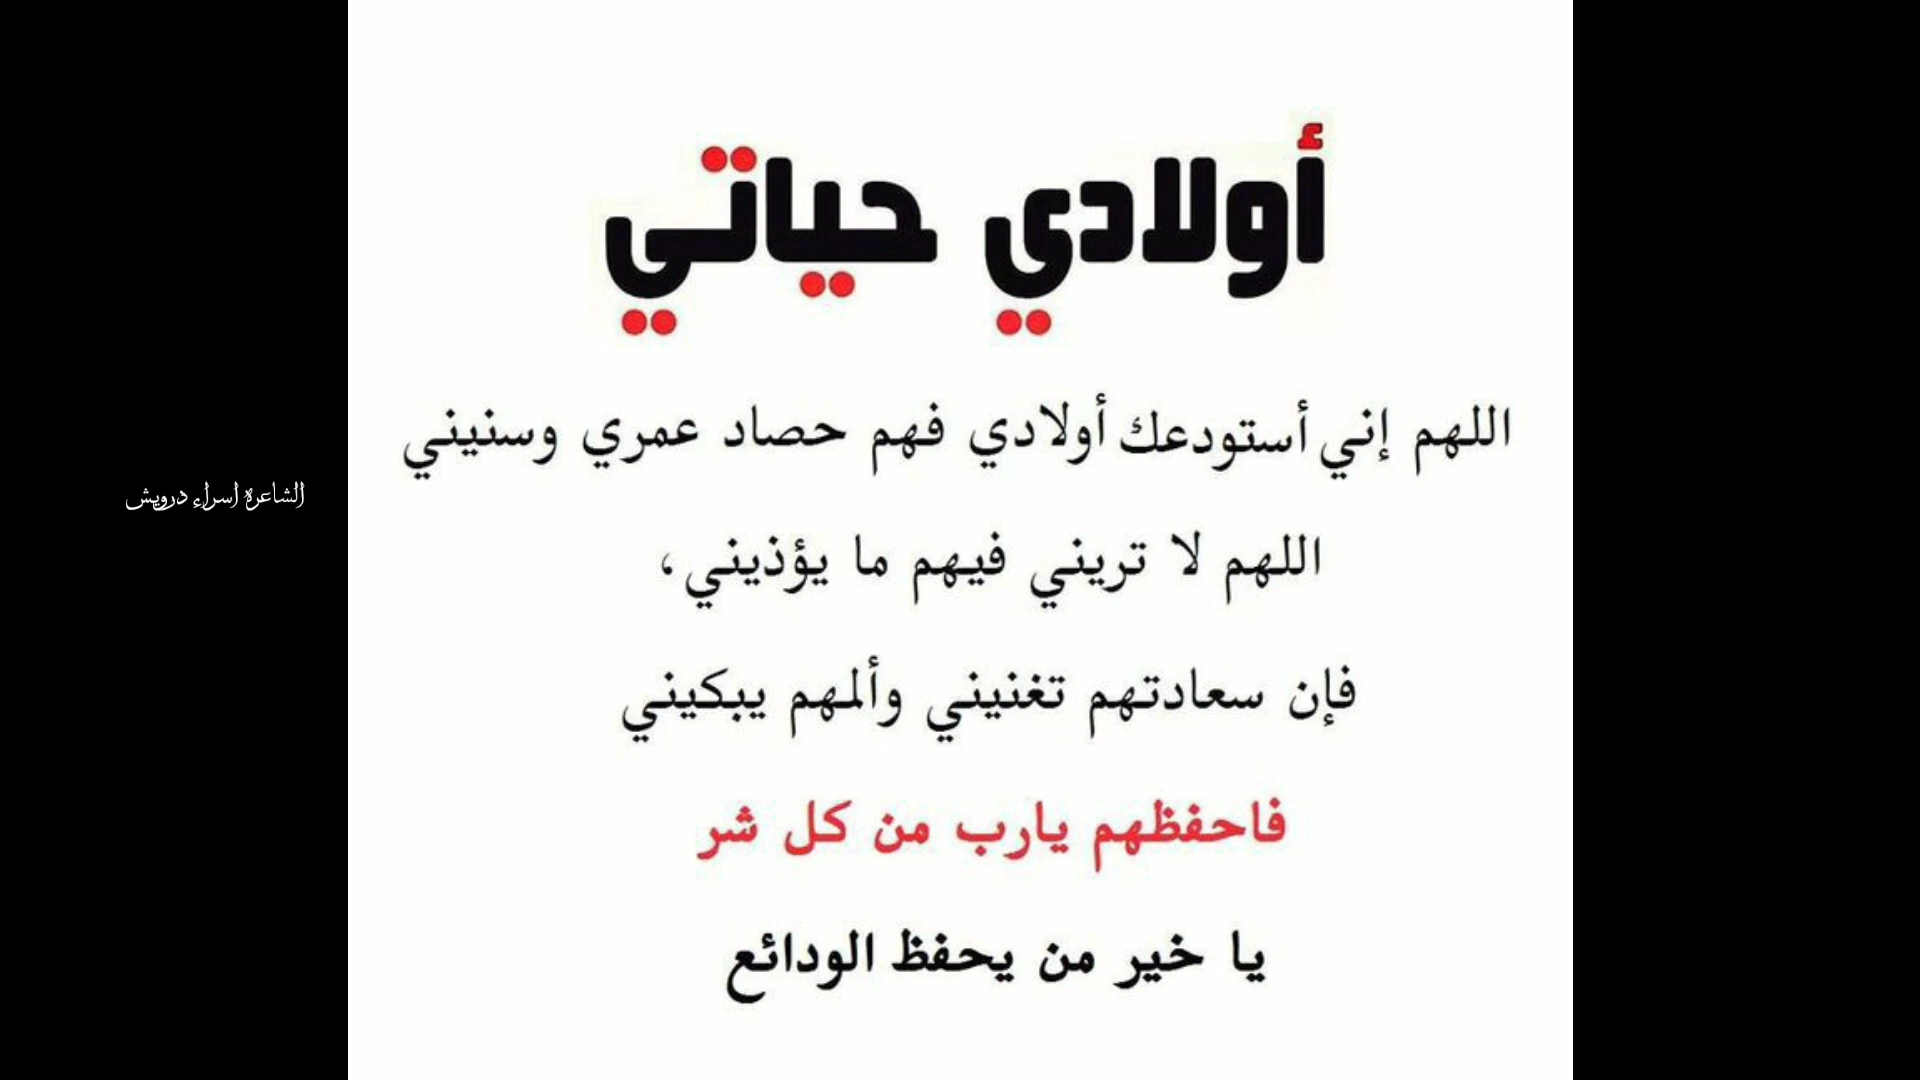 أولادي حياتي
اللهم إني أستودعك أولادي فهم حصاد عمري وسنيني
الشاعرة اسراء درويش
اللهم لا تريني فيهم ما يؤذيني،
فإن سعادتهم تغنيني وألمهم يبكيني
فاحفظهم يارب من كل شر
يا خير من يحفظ الودائع